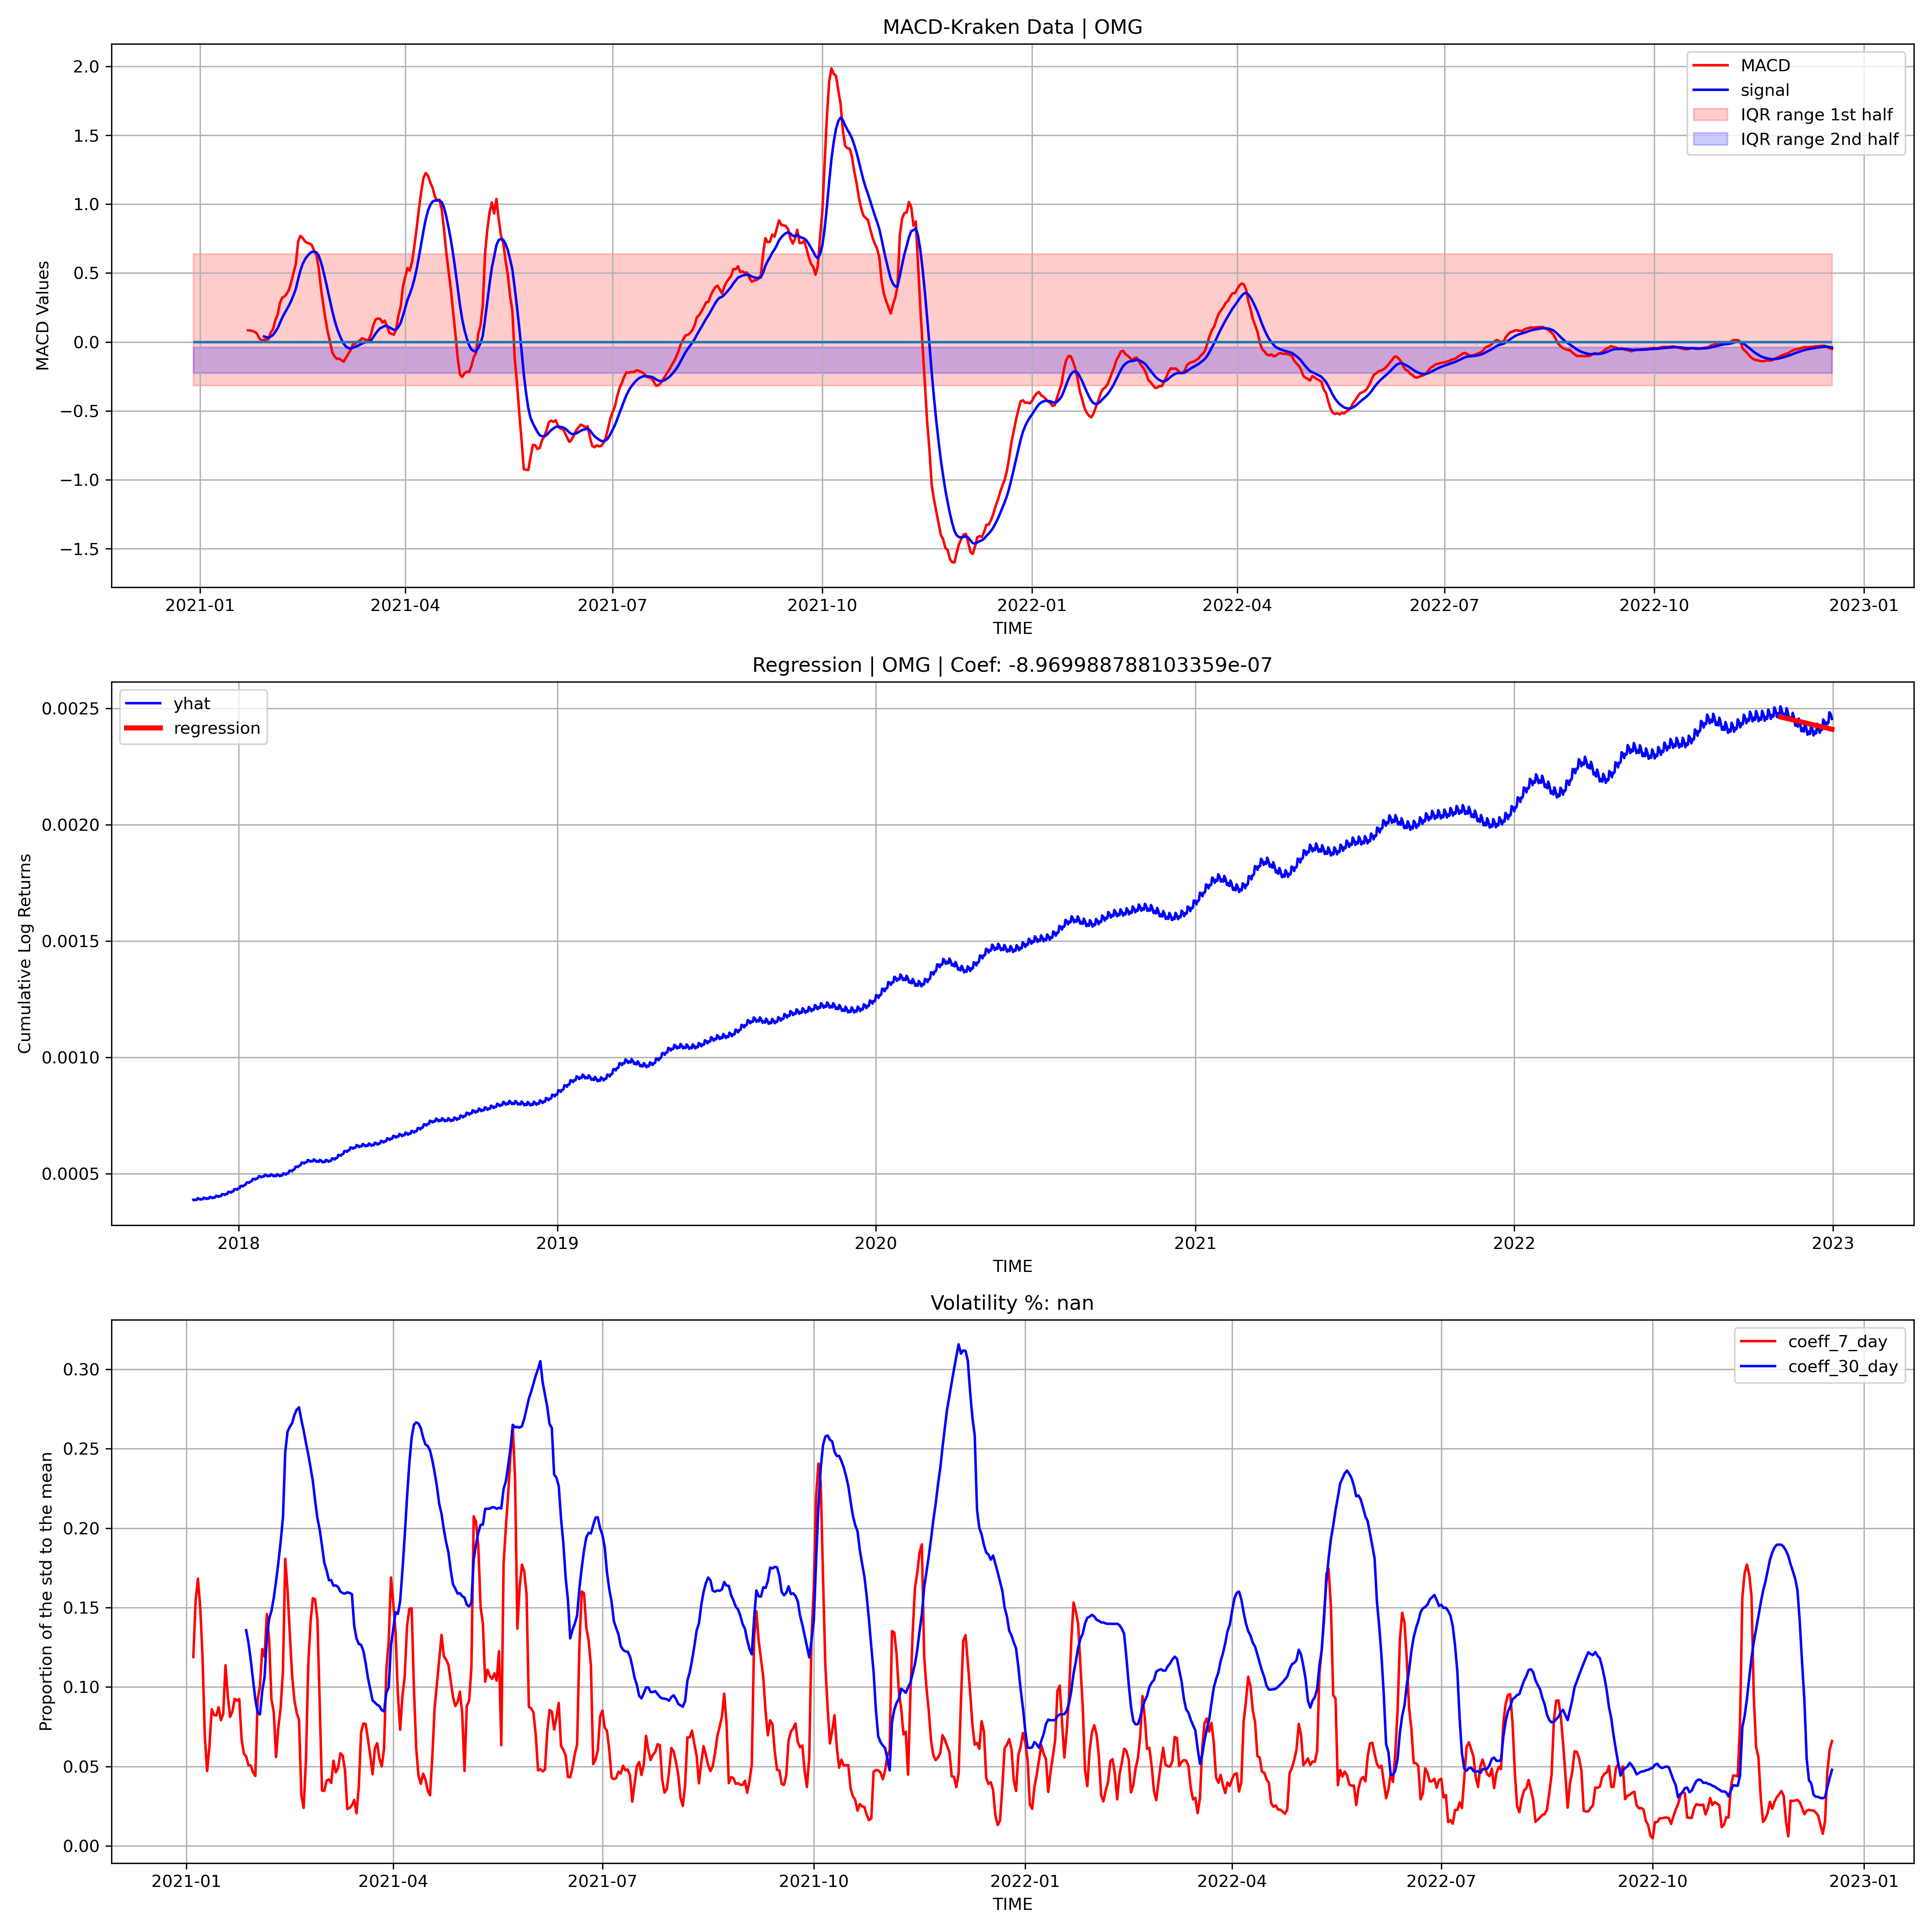 MACD-Kraken Data | OMG
MACD Values
2.0
1.5
1.0
0.5
0.0
−0.5
−1.0
−1.5
MACD
signal
IQR range 1st half
IQR range 2nd half
2021-01 2021-04 2021-07 2021-10 2022-01 2022-04 2022-07 2022-10 2023-01
TIME
Regression | OMG | Coef: -8.969988788103359e-07
Cumulative Log Returns
yhat
regression
0.0025
0.0020
0.0015
0.0010
0.0005
2018 2019 2020 2021 2022 2023
TIME
Volatility %: nan
Proportion of the std to the mean
coeff_7_day
coeff_30_day
0.30
0.25
0.20
0.15
0.10
0.05
0.00
2021-01 2021-04 2021-07 2021-10 2022-01 2022-04 2022-07 2022-10 2023-01
TIME